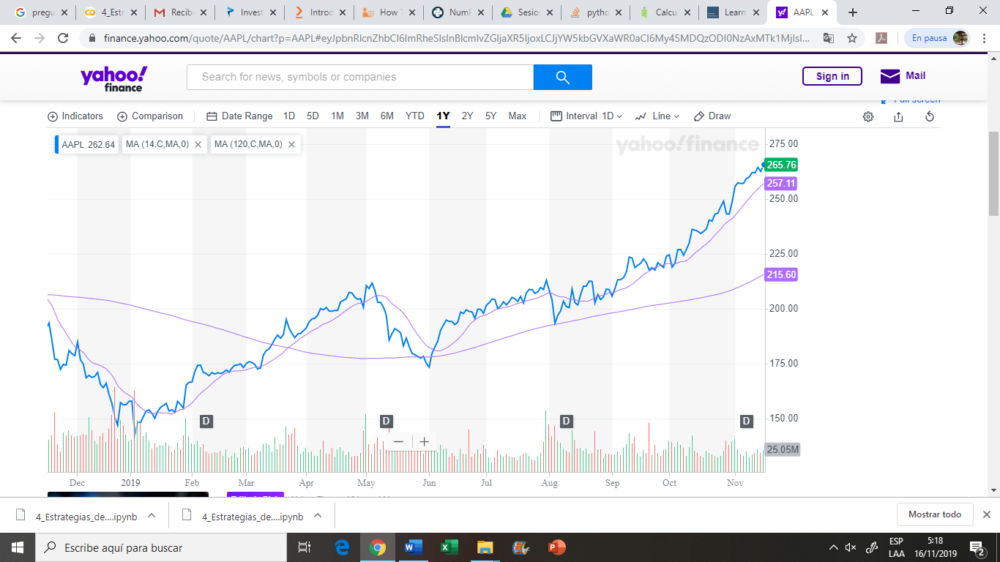 pregu
4_Estr
Recib
Invest
Introd
How T
NumP
Sesion
pytho
Calcu
Learn
AAPL
finance.yahoo.com/quote/AAPL/chart?p=AAPL#
En pausa
yahoo!
finance
Search for news, symbols or companies
Sign in
Mail
Full screen
Indicators Comparison Date Range 1D 5D 1M 3M 6M YTD 1Y 2Y 5Y Max Interval 1D Line Draw
AAPL 262.64 MA (14,C,MA,0) MA (120,C,MA,0)
yahoo!finance
275.00
265.76
257.11
250.00
225.00
215.60
200.00
175.00
150.00
D D D D
25.05M
Dec 2019 Feb Mar Apr May Jun Jul Aug Sep Oct Nov
4_Estrategias_de....ipynb
4_Estrategias_de....ipynb
Mostrar todo
Escribe aquí para buscar
ESP
LAA
5:18
16/11/2019
2